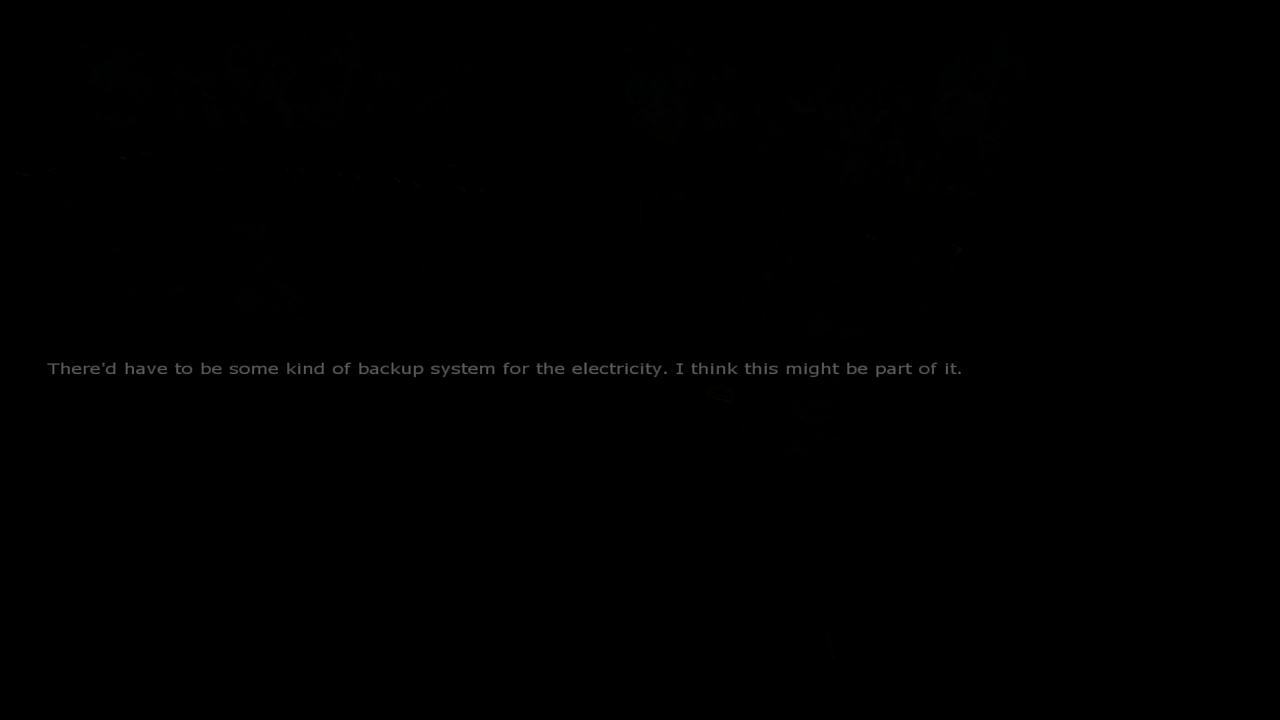 There'd have to be some kind of backup system for the electricity. I think this might be part of it.